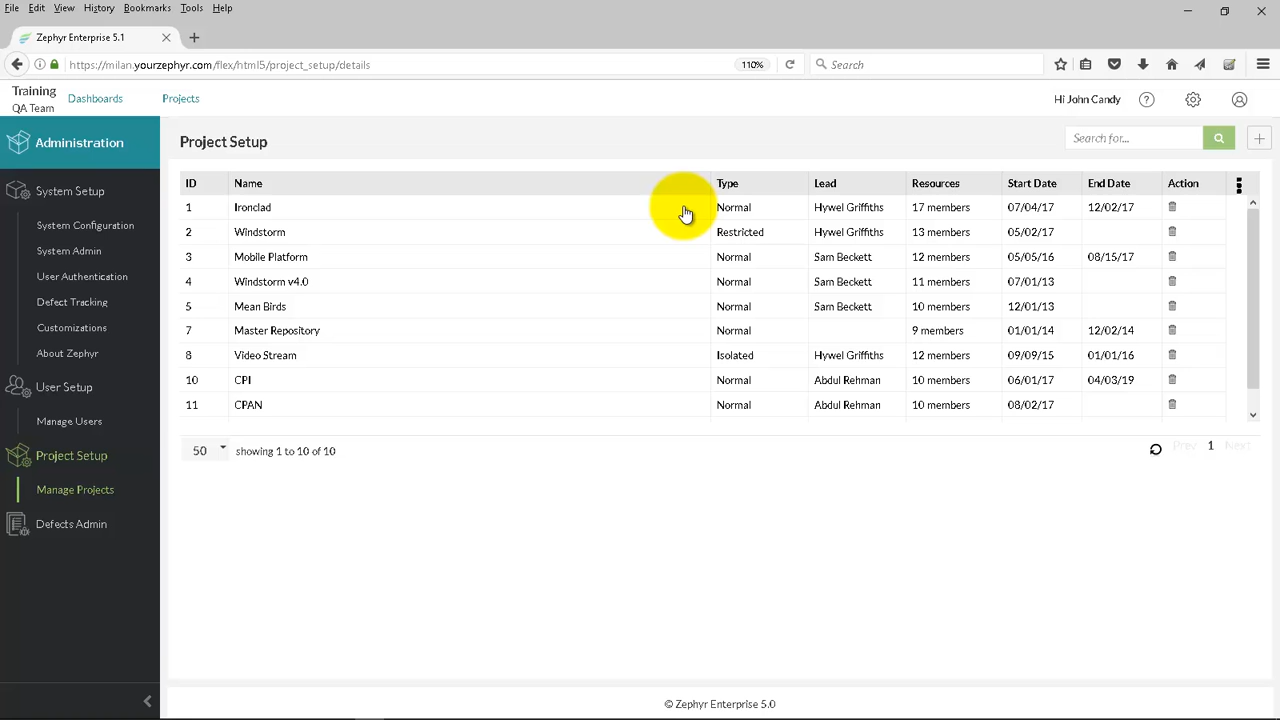 File Edit View History Bookmarks Tools Help
Zephyr Enterprise 5.1
https://milan.yourzephyr.com/flex/html5/project_setup/details 110% Search
Training
QA Team
Dashboards Projects Hi John Candy
Administration
System Setup
System Configuration
System Admin
User Authentication
Defect Tracking
Customizations
About Zephyr
User Setup
Manage Users
Project Setup
Manage Projects
Defects Admin
Project Setup
Search for...
ID Name Type Lead Resources Start Date End Date Action
1 Ironclad Normal Hywel Griffiths 17 members 07/04/17 12/02/17
2 Windstorm Restricted Hywel Griffiths 13 members 05/02/17
3 Mobile Platform Normal Sam Beckett 12 members 05/05/16 08/15/17
4 Windstorm v4.0 Normal Sam Beckett 11 members 07/01/13
5 Mean Birds Normal Sam Beckett 10 members 12/01/13
7 Master Repository Normal 9 members 01/01/14 12/02/14
8 Video Stream Isolated Hywel Griffiths 12 members 09/09/15 01/01/16
10 CPI Normal Abdul Rehman 10 members 06/01/17 04/03/19
11 CPAN Normal Abdul Rehman 10 members 08/02/17
50 showing 1 to 10 of 10 Prev 1 Next
© Zephyr Enterprise 5.0